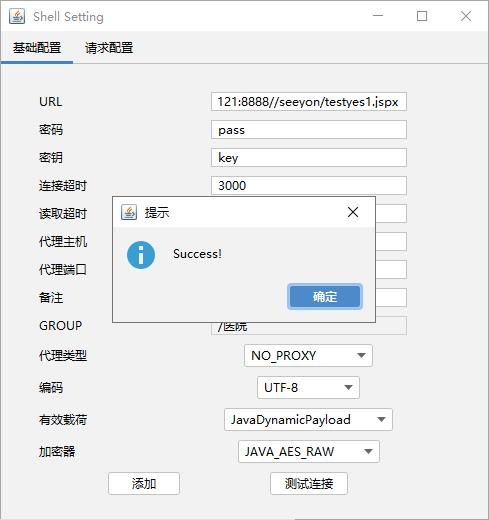 Shell Setting
基础配置 请求配置
URL 121:8888//seeyon/testyes1.jspx
密码 pass
密钥 key
连接超时 3000
读取超时
提示
代理主机
Success!
代理端口
确定
备注
GROUP /医院
代理类型 NO_PROXY
编码 UTF-8
有效载荷 JavaDynamicPayload
加密器 JAVA_AES_RAW
添加 测试连接